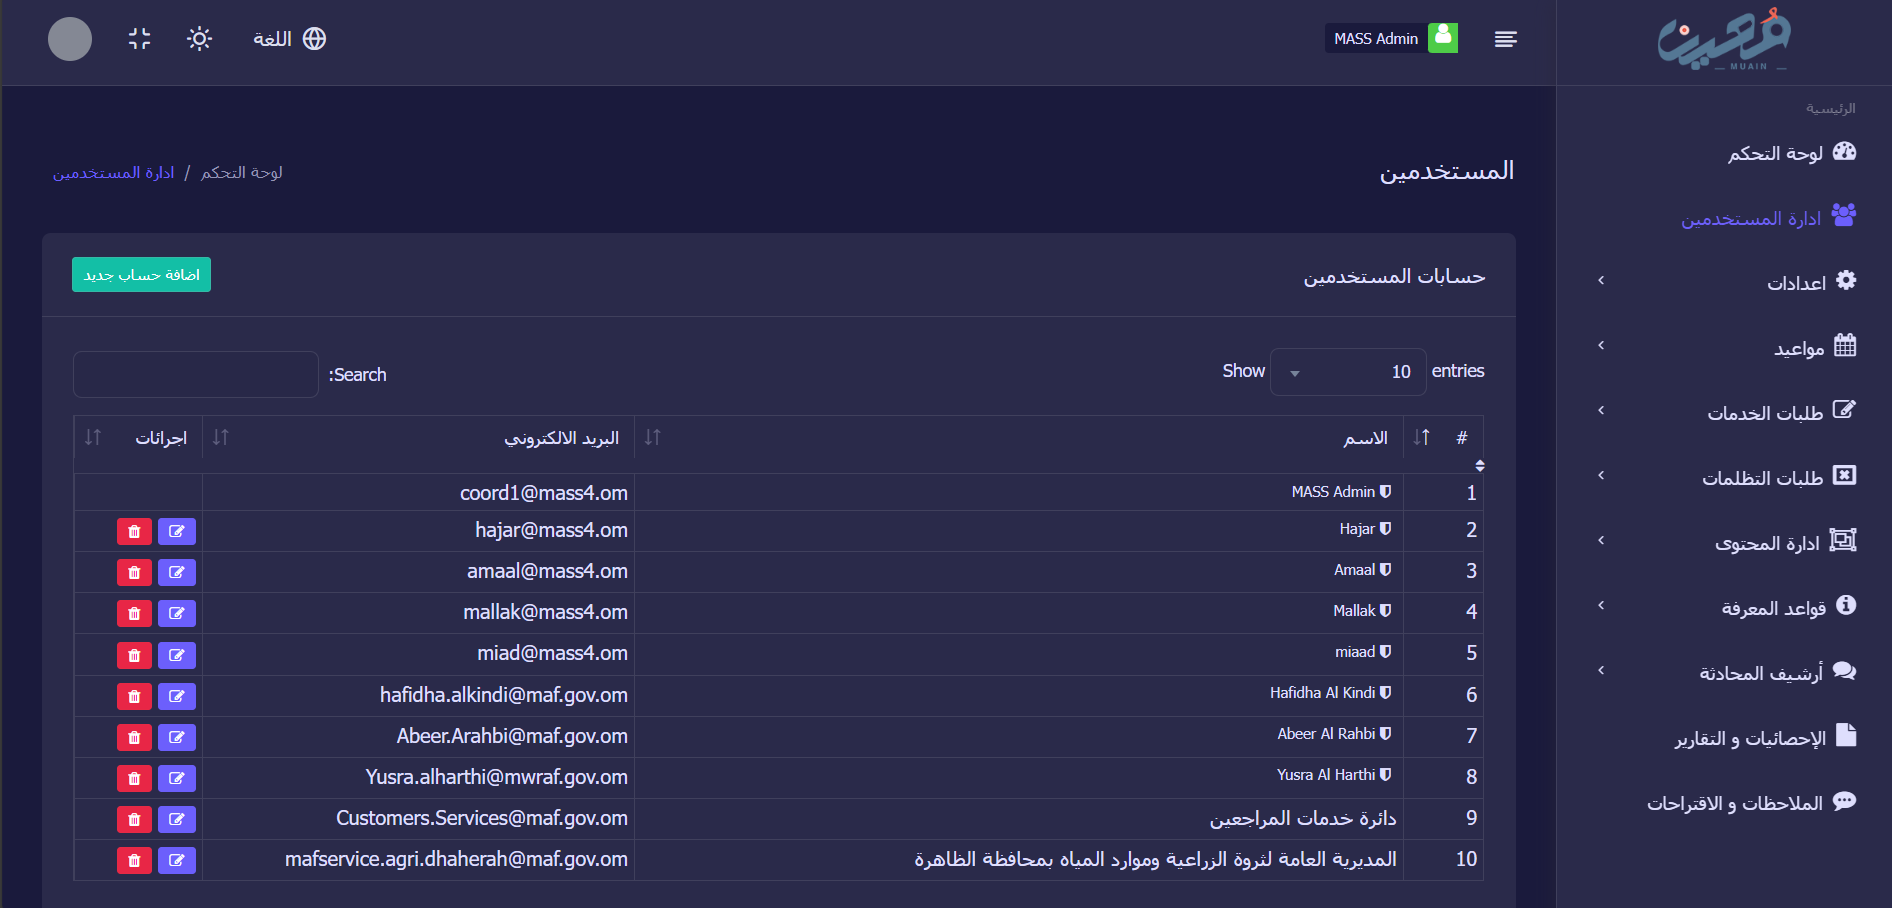 مُعين
MUAIN
MASS Admin
اللغة
الرئيسية
لوحة التحكم
ادارة المستخدمين
اعدادات
مواعيد
طلبات الخدمات
طلبات التظلمات
ادارة المحتوى
قواعد المعرفة
أرشيف المحادثة
الإحصائيات و التقارير
الملاحظات و الاقتراحات
المستخدمين
لوحة التحكم / ادارة المستخدمين
حسابات المستخدمين
اضافة حساب جديد
Show 10 entries
Search:
# الاسم البريد الالكتروني اجرائات
1 MASS Admin coord1@mass4.om
2 Hajar hajar@mass4.om
3 Amaal amaal@mass4.om
4 Mallak mallak@mass4.om
5 miaad miad@mass4.om
6 Hafidha Al Kindi hafidha.alkindi@maf.gov.om
7 Abeer Al Rahbi Abeer.Arahbi@maf.gov.om
8 Yusra Al Harthi Yusra.alharthi@mwraf.gov.om
9 دائرة خدمات المراجعين Customers.Services@maf.gov.om
10 المديرية العامة لثروة الزراعية وموارد المياه بمحافظة الظاهرة mafservice.agri.dhaherah@maf.gov.om